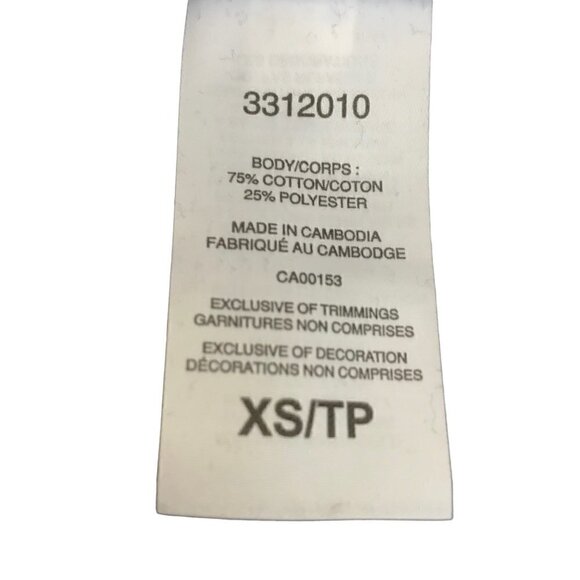 3312010
BODY/CORPS :
75% COTTON/COTON
25% POLYESTER
MADE IN CAMBODIA
FABRIQUÉ AU CAMBODGE
CA00153
EXCLUSIVE OF TRIMMINGS
GARNITURES NON COMPRISES
EXCLUSIVE OF DECORATION
DÉCORATIONS NON COMPRISES
XS/TP